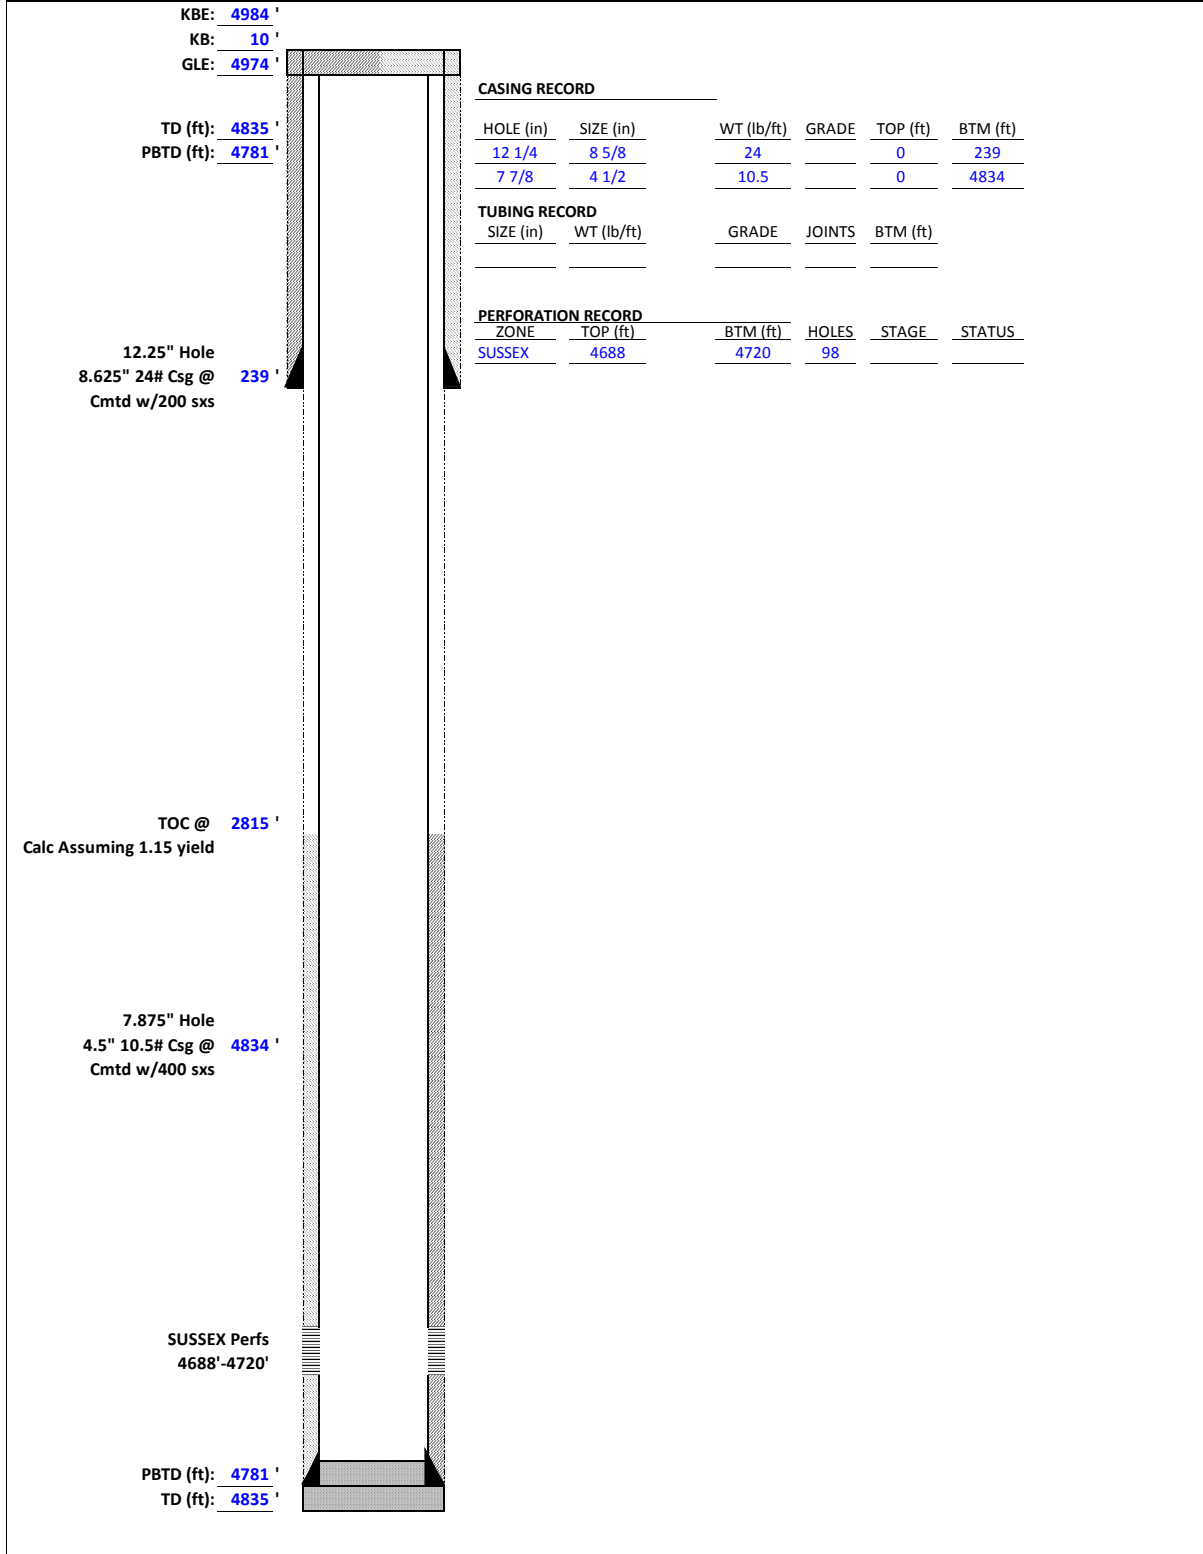 KBE: 4984 '
KB: 10 '
GLE: 4974 '
CASING RECORD
TD (ft): 4835 ' HOLE (in) SIZE (in) WT (lb/ft) GRADE TOP (ft) BTM (ft)
PBTD (ft): 4781 ' 12 1/4 8 5/8 24 0 239
7 7/8 4 1/2 10.5 0 4834
TUBING RECORD
SIZE (in) WT (lb/ft) GRADE JOINTS BTM (ft)
PERFORATION RECORD
ZONE TOP (ft) BTM (ft) HOLES STAGE STATUS
12.25" Hole SUSSEX 4688 4720 98
8.625" 24# Csg @ 239 '
Cmtd w/200 sxs
TOC @ 2815 '
Calc Assuming 1.15 yield
7.875" Hole
4.5" 10.5# Csg @ 4834 '
Cmtd w/400 sxs
SUSSEX Perfs
4688'-4720'
PBTD (ft): 4781 '
TD (ft): 4835 '